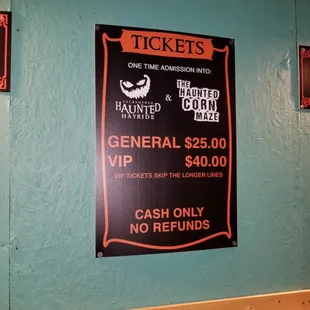 TICKETS
ONE TIME ADMISSION INTO:
SACRAMENTO
HAUNTED
HAYRIDE
&
THE
HAUNTED
CORN
MAZE
GENERAL $25.00
VIP $40.00
VIP TICKETS SKIP THE LONGER LINES
CASH ONLY
NO REFUNDS